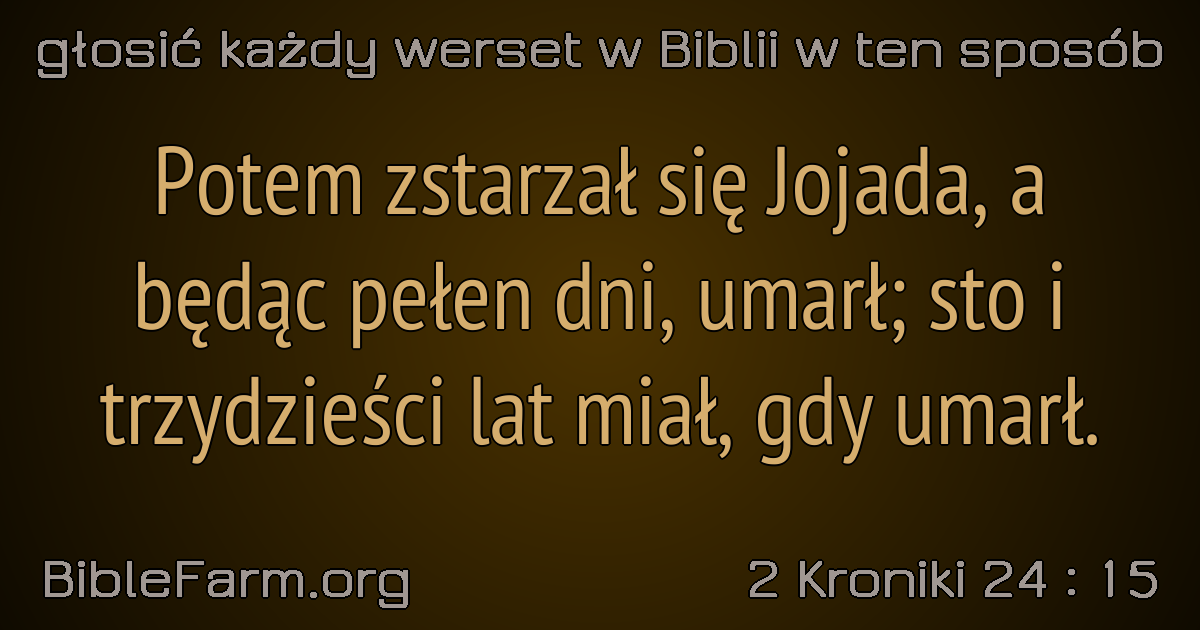 głosić każdy werset w Biblii w ten sposób
Potem zstarzał się Jojada, a
będąc pełen dni, umarł; sto i
trzydzieści lat miał, gdy umarł.
BibleFarm.org
2 Kroniki 24 : 15